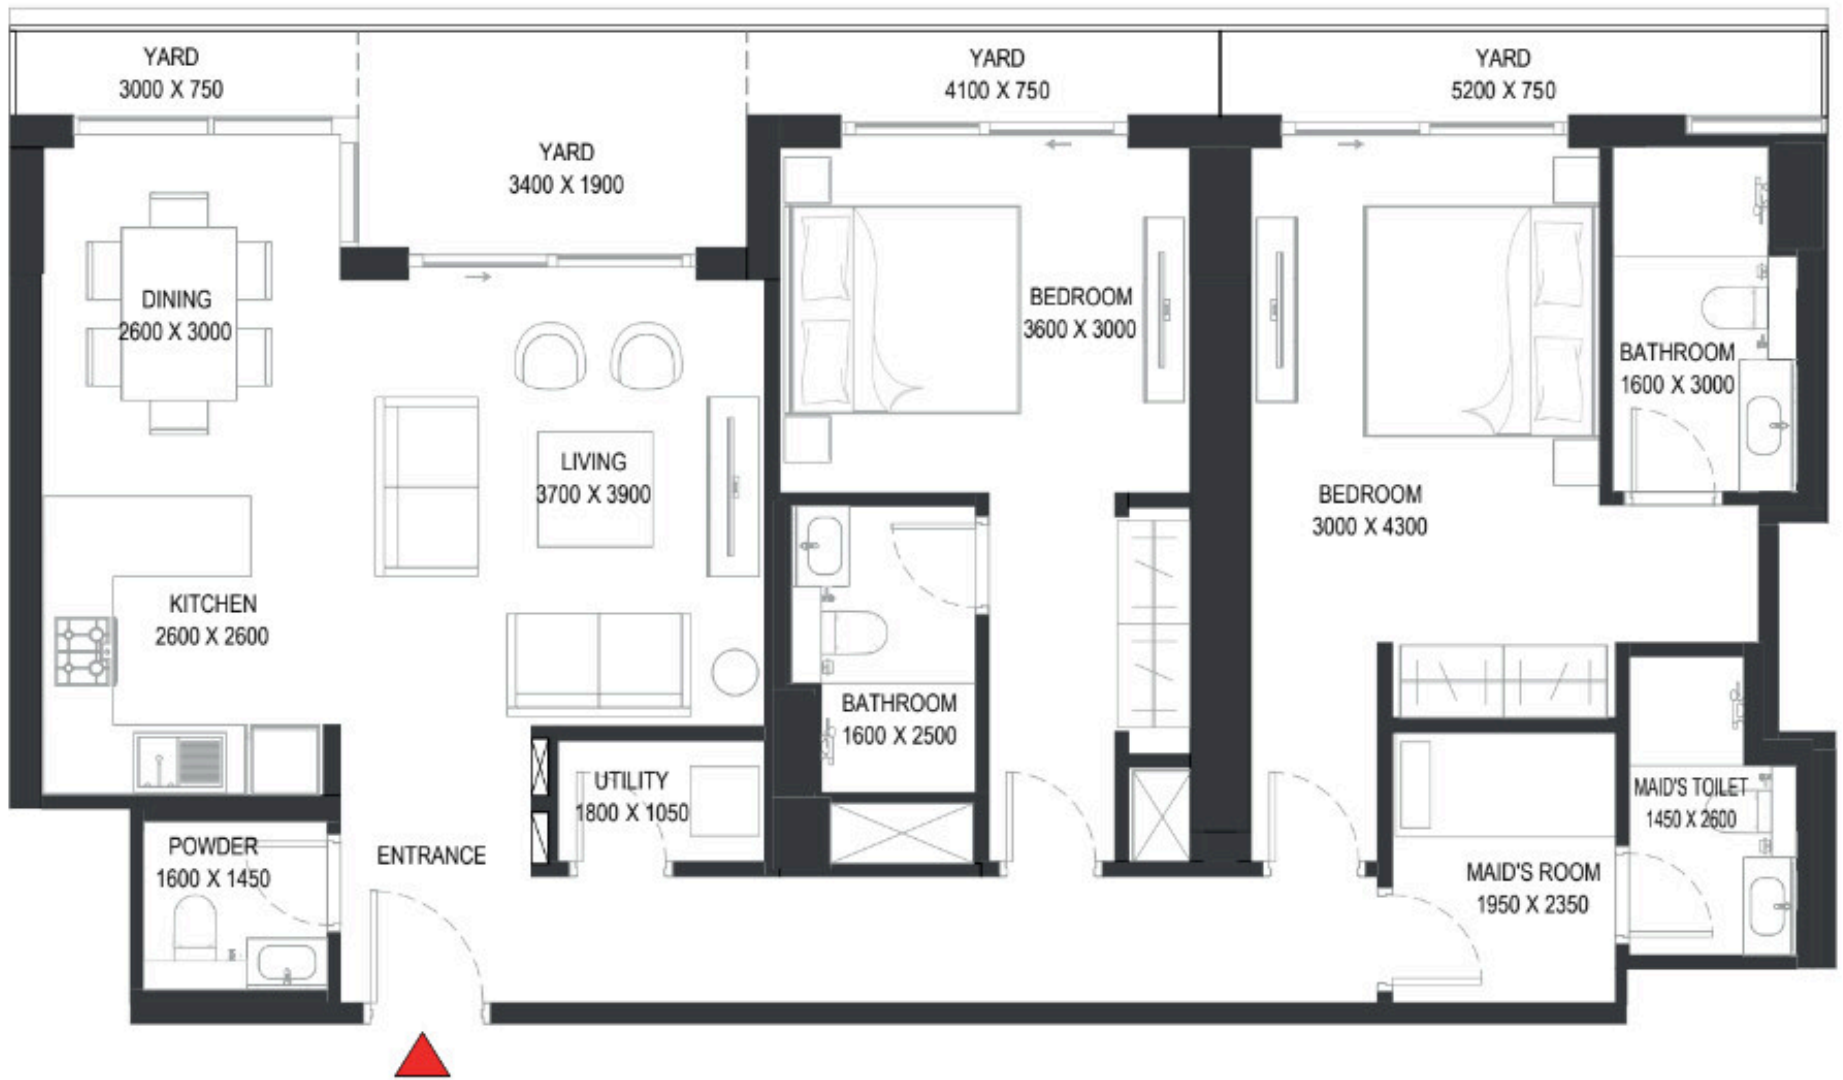 YARD
3000 X 750
YARD
3400 X 1900
YARD
4100 X 750
YARD
5200 X 750
DINING
2600 X 3000
BEDROOM
3600 X 3000
BATHROOM
1600 X 3000
LIVING
3700 X 3900
BEDROOM
3000 X 4300
KITCHEN
2600 X 2600
BATHROOM
1600 X 2500
UTILITY
1800 X 1050
MAID'S TOILET
1450 X 2600
POWDER
1600 X 1450
ENTRANCE
MAID'S ROOM
1950 X 2350